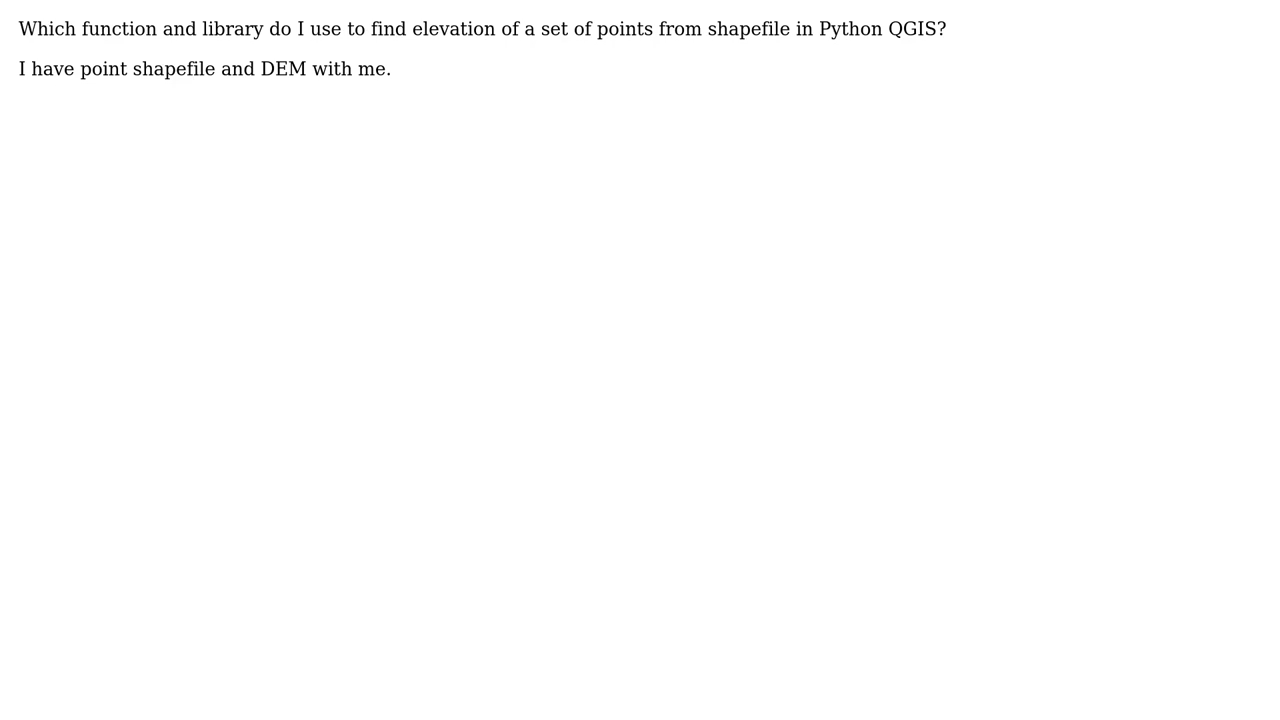 Which function and library do I use to find elevation of a set of points from shapefile in Python QGIS?
I have point shapefile and DEM with me.